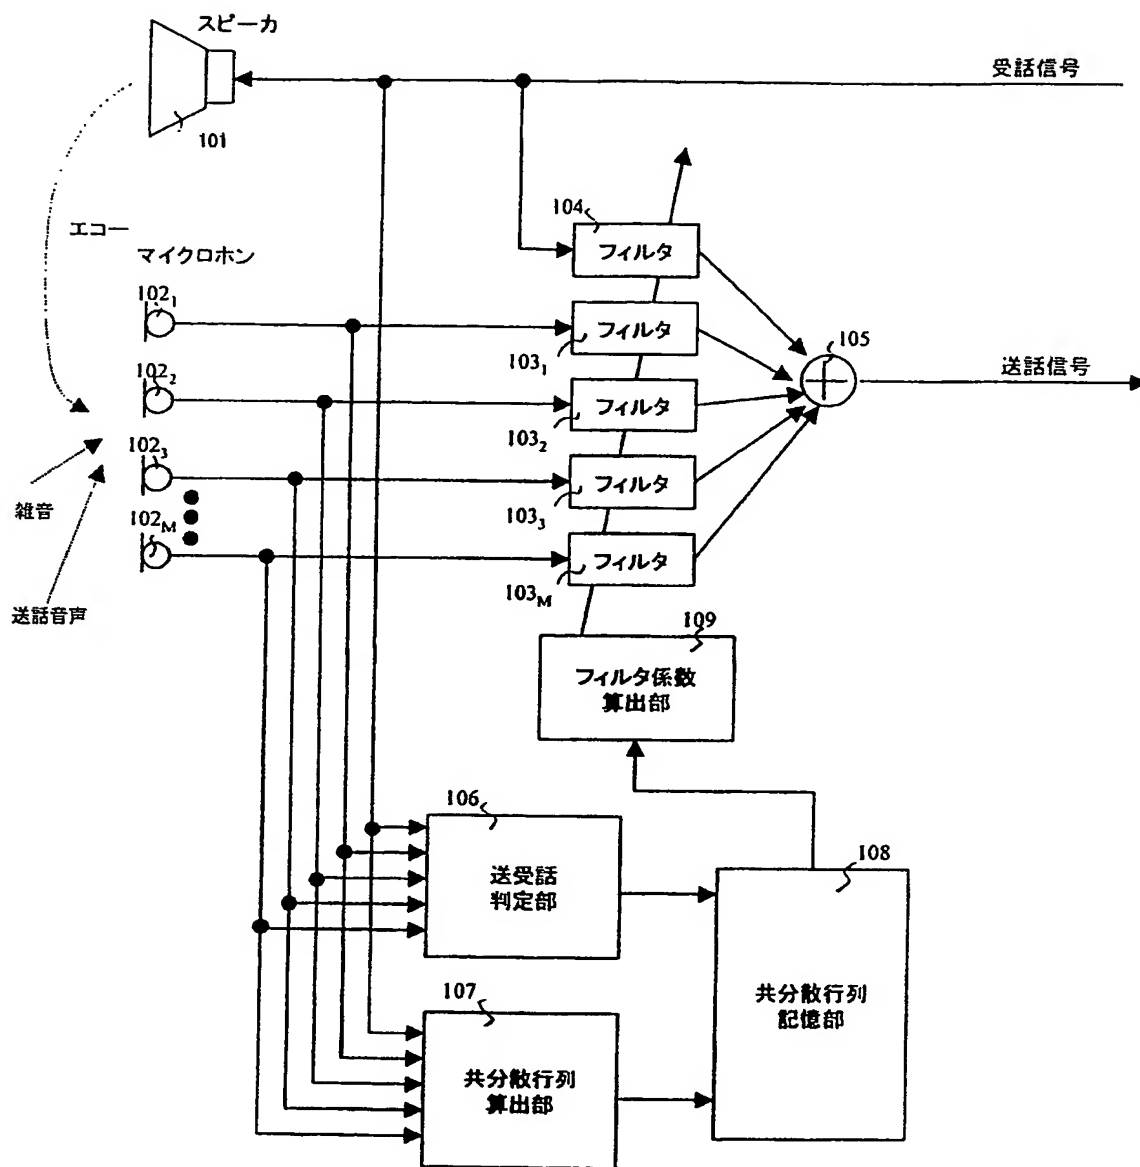 スピーカ
受話信号
101
エコー
マイクロホン
104
フィルタ
102₁
フィルタ
103₁
105
送話信号
102₂
フィルタ
103₂
102₃
フィルタ
103₃
雑音
102M
フィルタ
103M
送話音声
109
フィルタ係数
算出部
106
送受話
判定部
108
共分散行列
記憶部
107
共分散行列
算出部